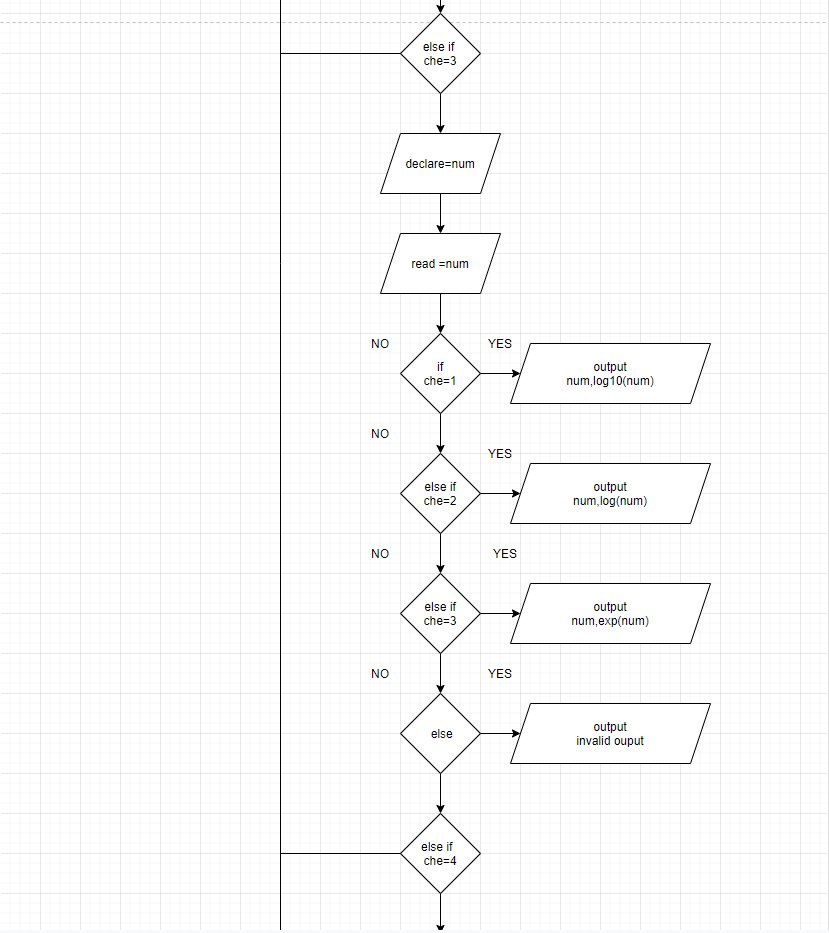 else if
che=3
declare=num
read =num
NO
YES
if
che=1
output
num,log10(num)
NO
YES
else if
che=2
output
num,log(num)
NO
YES
else if
che=3
output
num,exp(num)
NO
YES
else
output
invalid ouput
else if
che=4